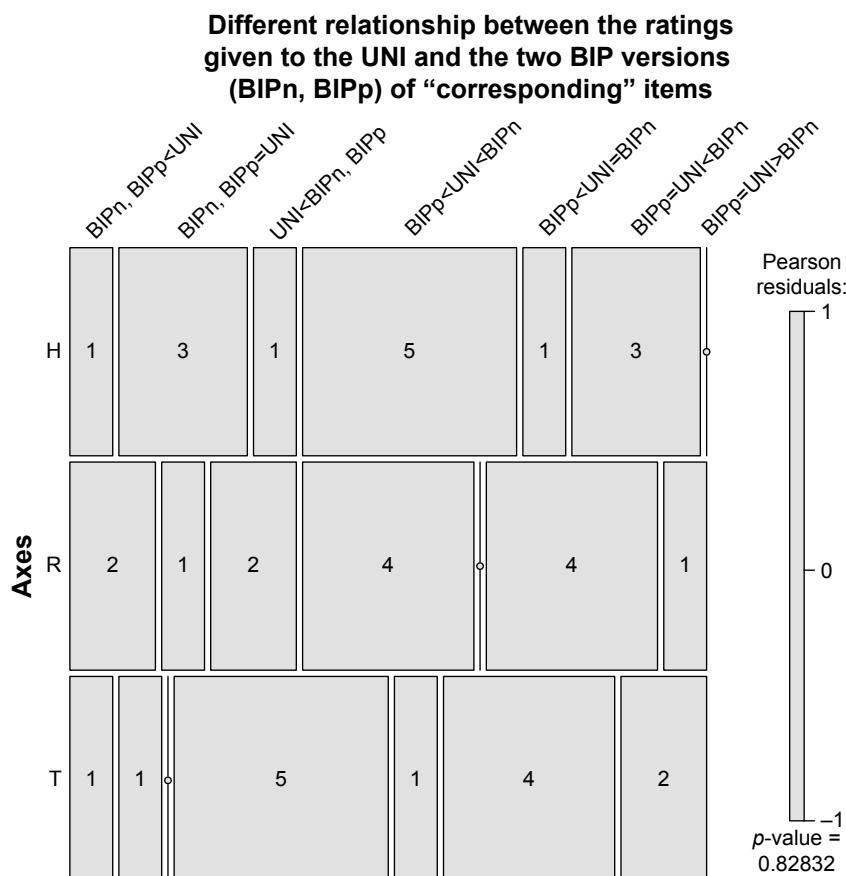 Different relationship between the ratings
given to the UNI and the two BIP versions
(BIPn, BIPp) of “corresponding” items
BIPn, BIPp<UNI
BIPn, BIPp=UNI
UNI<BIPn, BIPp
BIPp<UNI<BIPn
BIPp<UNI=BIPn
BIPp=UNI<BIPn
BIPp=UNI>BIPn
Pearson
residuals:
1
H 1 3 1 5 1 3
Axes
R 2 1 2 4 4 1
0
T 1 1 5 1 4 2
–1
p-value =
0.82832